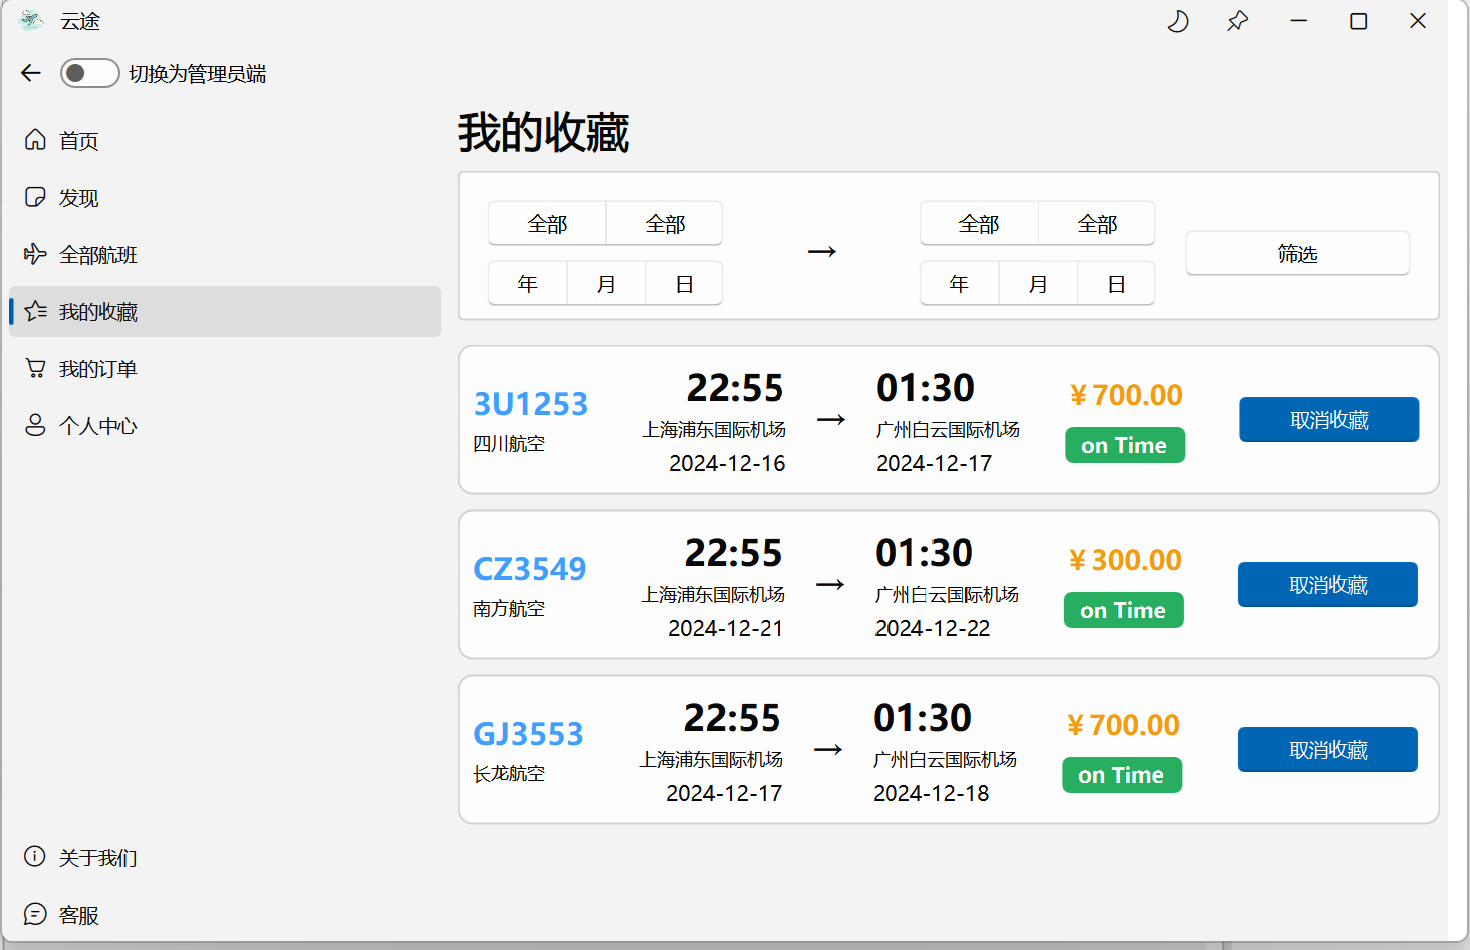 云途
切换为管理员端
首页
发现
全部航班
我的收藏
我的订单
个人中心
关于我们
客服
我的收藏
全部 全部 → 全部 全部
年 月 日 年 月 日
筛选
3U1253
四川航空
22:55
上海浦东国际机场
2024-12-16
→
01:30
广州白云国际机场
2024-12-17
¥700.00
on Time
取消收藏
CZ3549
南方航空
22:55
上海浦东国际机场
2024-12-21
→
01:30
广州白云国际机场
2024-12-22
¥300.00
on Time
取消收藏
GJ3553
长龙航空
22:55
上海浦东国际机场
2024-12-17
→
01:30
广州白云国际机场
2024-12-18
¥700.00
on Time
取消收藏